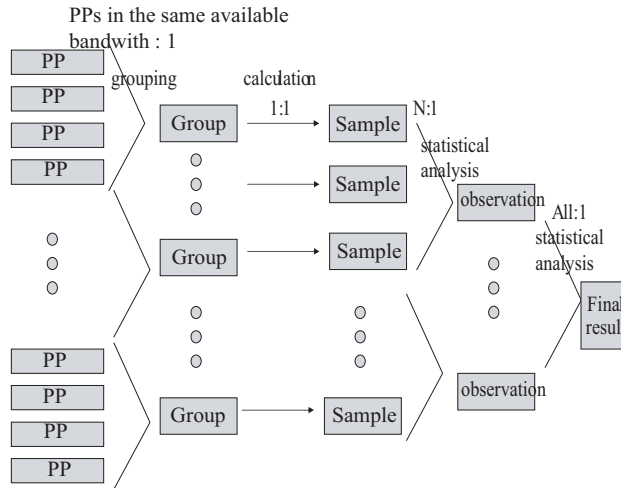 PPs in the same available
bandwith : 1
PP
PP
PP
PP
grouping
calculation
1:1
N:1
Group
Sample
statistical
analysis
Sample
observation
All:1
statistical
analysis
Group
Sample
Final
result
PP
PP
PP
PP
Group
Sample
observation